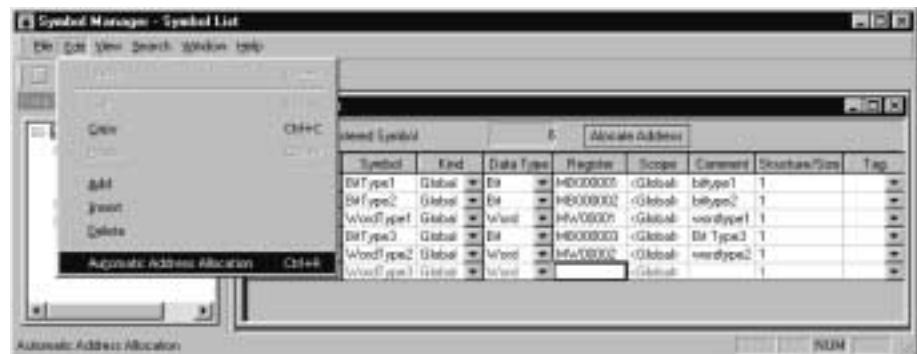 Symbol Manager - Symbol List
File Edit View Search Window Help
Copy Ctrl+C
Add
Insert
Delete
Automatic Address Allocation Ctrl+A
Symbol 6 Allocate Address
Symbol Kind Data Type Register Scope Comment Structure/Size Tag
BitType1 Global Bit MB000001 <Global> bittype1 1
BitType2 Global Bit MB000002 <Global> bittype2 1
WordType1 Global Word MW00001 <Global> wordtype1 1
BitType3 Global Bit MB000003 <Global> Bit Type3 1
WordType2 Global Word MW00002 <Global> wordtype2 1
WordType3 Global Word <Global> 1
Automatic Address Allocation NUM